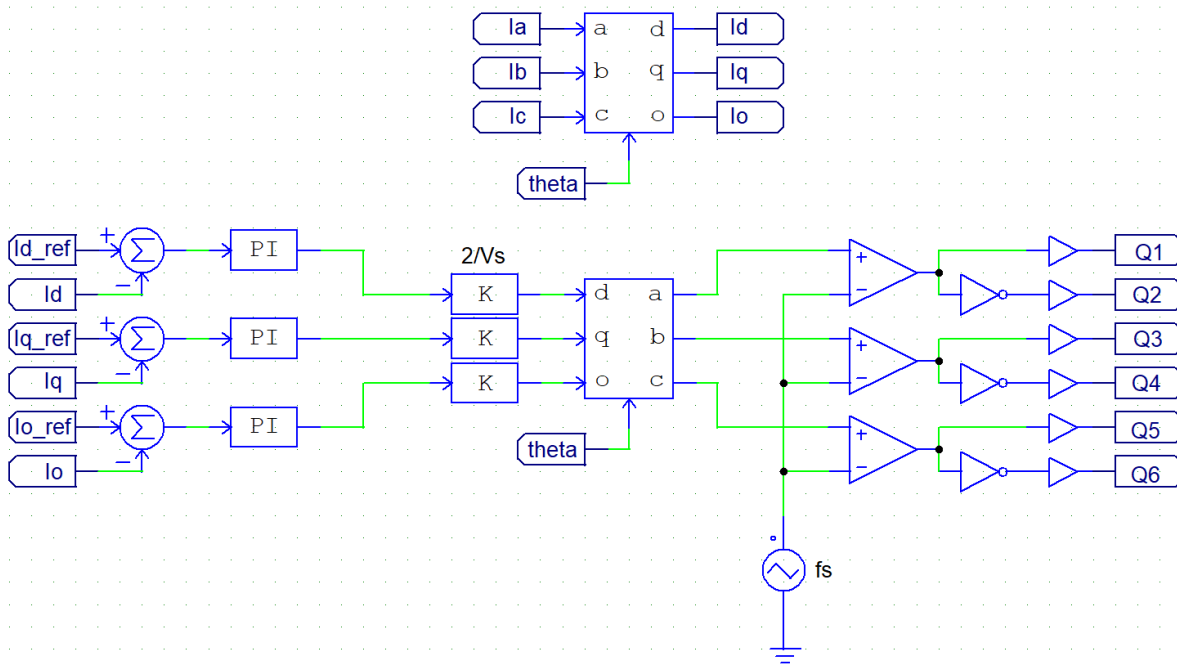 Ia a d Id
Ib b q Iq
Ic c o Io
theta
Id_ref + Σ PI
Id −
2/Vs
K d a + Q1
− Q2
Iq_ref + Σ PI K q b + Q3
Iq − K o c − Q4
Io_ref + Σ PI + Q5
theta
Io − − Q6
fs